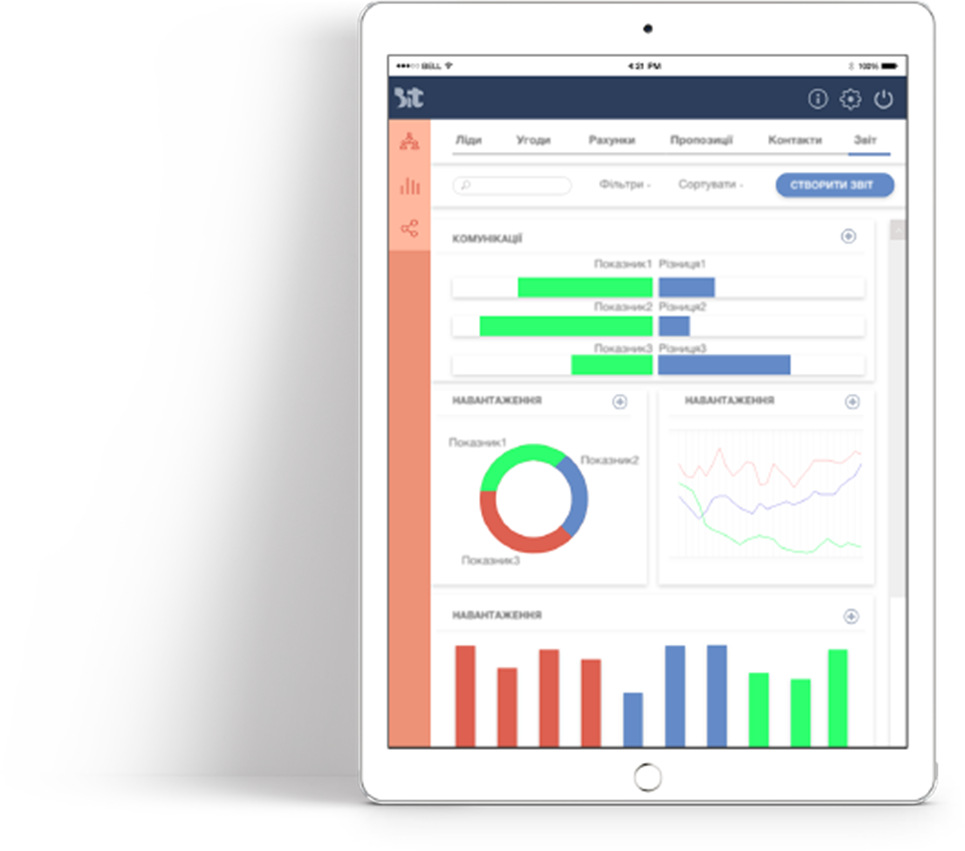 BELL 4:21 PM 100%
Біт
Ліди Угоди Рахунки Пропозиції Контакти Звіт
Фільтри Сортувати СТВОРИТИ ЗВІТ
КОМУНІКАЦІЇ
Показник1 Різниця1
Показник2 Різниця2
Показник3 Різниця3
НАВАНТАЖЕННЯ НАВАНТАЖЕННЯ
Показник1
Показник2
Показник3
НАВАНТАЖЕННЯ